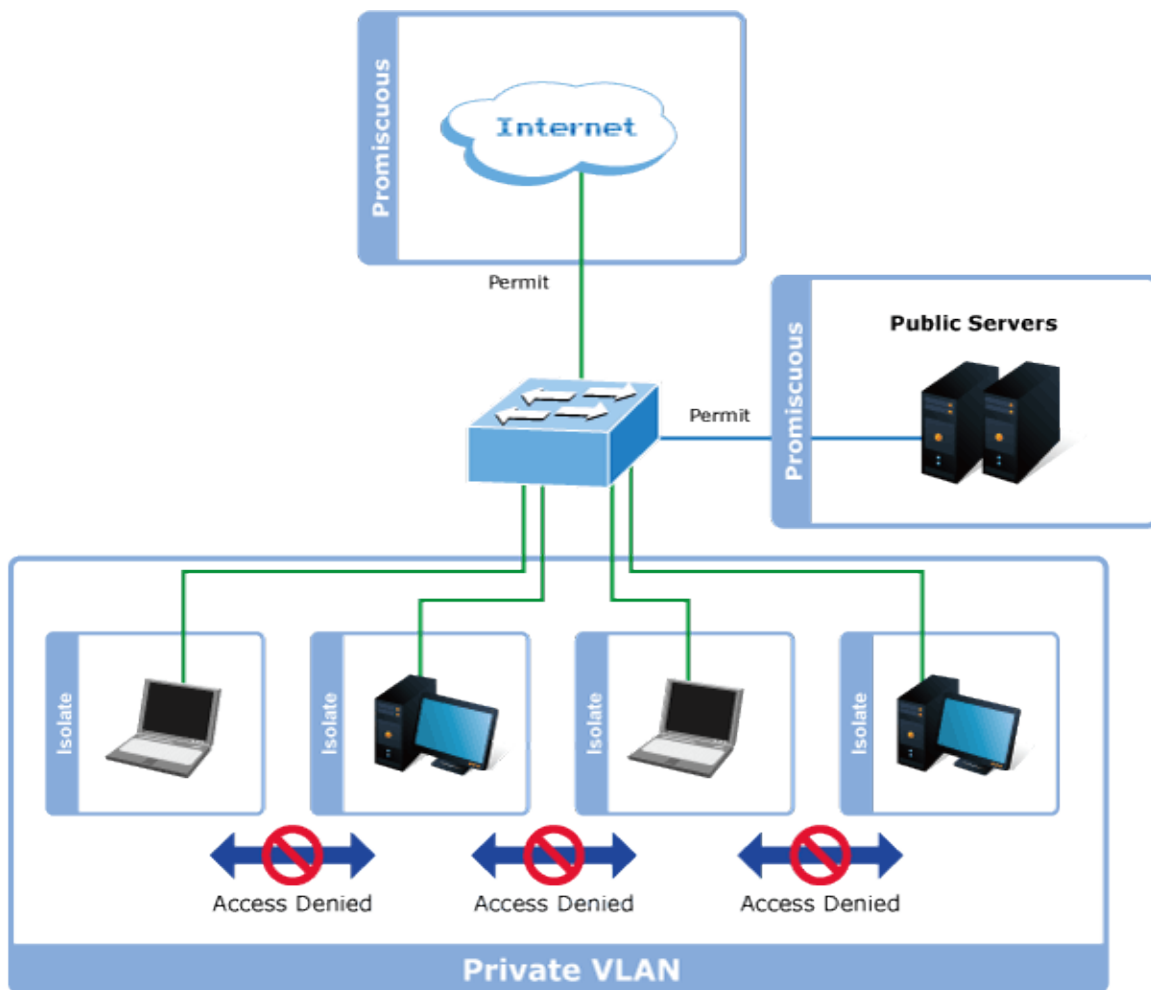 Promiscuous
Internet
Permit
Promiscuous
Public Servers
Permit
Isolate
Isolate
Isolate
Isolate
Access Denied
Access Denied
Access Denied
Private VLAN